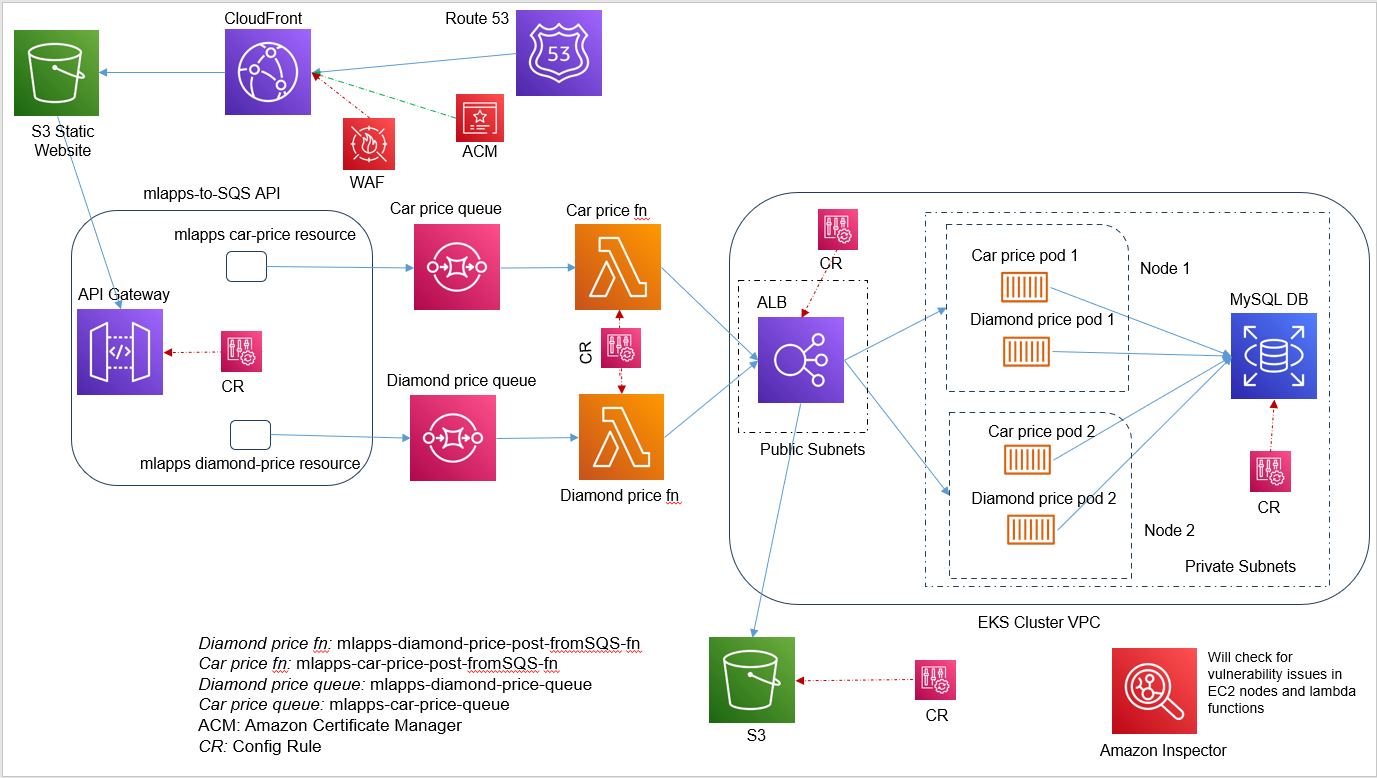 CloudFront
Route 53
53
S3 Static
Website
WAF
ACM
mlapps-to-SQS API
mlapps car-price resource
API Gateway
CR
mlapps diamond-price resource
Car price queue
Diamond price queue
Car price fn
CR
Diamond price fn
CR
ALB
Public Subnets
Car price pod 1
Diamond price pod 1
Node 1
Car price pod 2
Diamond price pod 2
Node 2
MySQL DB
CR
Private Subnets
EKS Cluster VPC
Diamond price fn: mlapps-diamond-price-post-fromSQS-fn
Car price fn: mlapps-car-price-post-fromSQS-fn
Diamond price queue: mlapps-diamond-price-queue
Car price queue: mlapps-car-price-queue
ACM: Amazon Certificate Manager
CR: Config Rule
S3
CR
Will check for
vulnerability issues in
EC2 nodes and lambda
functions
Amazon Inspector